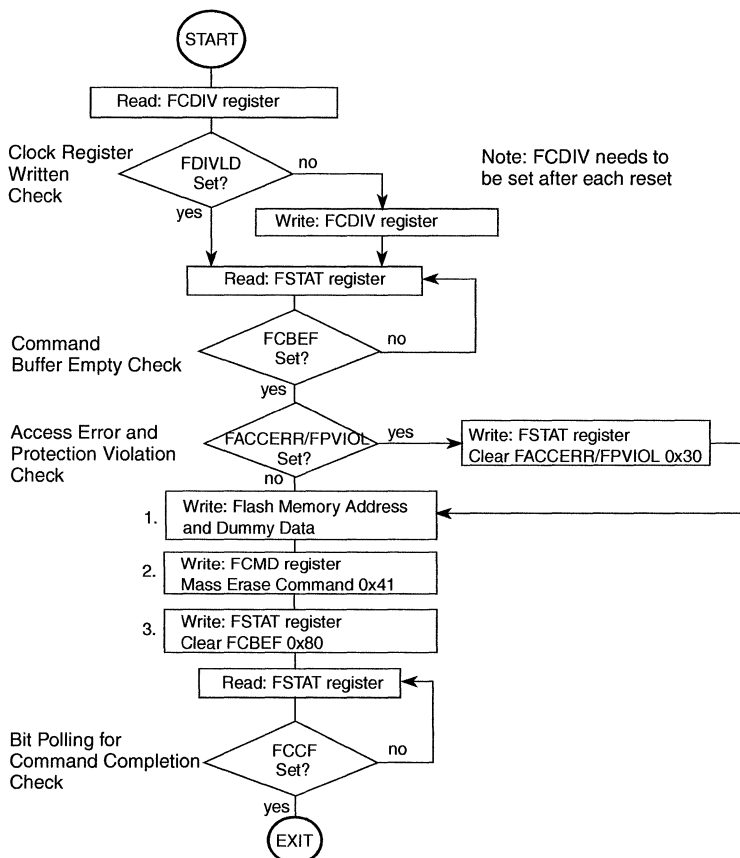 START
Read: FCDIV register
Clock Register
Written
Check
FDIVLD
Set?
no
yes
Note: FCDIV needs to
be set after each reset
Write: FCDIV register
Read: FSTAT register
Command
Buffer Empty Check
FCBEF
Set?
no
yes
Access Error and
Protection Violation
Check
FACCERR/FPVIOL
Set?
yes
no
Write: FSTAT register
Clear FACCERR/FPVIOL 0x30
1.
Write: Flash Memory Address
and Dummy Data
2.
Write: FCMD register
Mass Erase Command 0x41
3.
Write: FSTAT register
Clear FCBEF 0x80
Read: FSTAT register
Bit Polling for
Command Completion
Check
FCCF
Set?
no
yes
EXIT